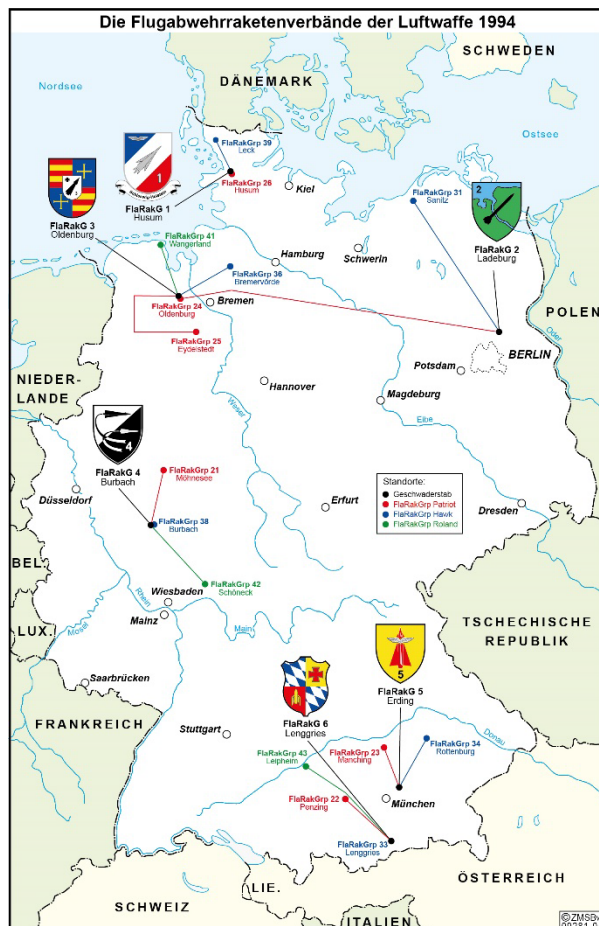 Die Flugabwehrraketenverbände der Luftwaffe 1994
SCHWEDEN
Nordsee
DÄNEMARK
Ostsee
FlaRakGrp 39
Leck
1
FlaRakG 1
Husum
FlaRakGrp 26
Husum
Kiel
FlaRakGrp 31
Sanitz
2
FlaRakG 2
Ladeburg
FlaRakG 3
Oldenburg
FlaRakGrp 41
Wangerland
Hamburg
Schwerin
FlaRakGrp 36
Bremervörde
FlaRakGrp 24
Oldenburg
Bremen
POLEN
Oder
FlaRakGrp 25
Eydelstedt
BERLIN
Potsdam
NIEDER-
LANDE
Hannover
Magdeburg
Weser
Elbe
4
FlaRakG 4
Burbach
FlaRakGrp 21
Möhnesee
Düsseldorf
Erfurt
Standorte:
Geschwaderstab
FlaRakGrp Patriot
FlaRakGrp Hawk
FlaRakGrp Roland
Dresden
FlaRakGrp 38
Burbach
BEL.
FlaRakGrp 42
Schöneck
Rhein
Wiesbaden
Mainz
Main
LUX.
Mosel
TSCHECHISCHE
REPUBLIK
Saarbrücken
5
FlaRakG 5
Erding
FlaRakG 6
Lenggries
FRANKREICH
Stuttgart
Donau
FlaRakGrp 43
Leipheim
FlaRakGrp 23
Manching
FlaRakGrp 34
Rottenburg
FlaRakGrp 22
Penzing
München
FlaRakGrp 33
Lenggries
LIE.
ÖSTERREICH
SCHWEIZ
ITALIEN